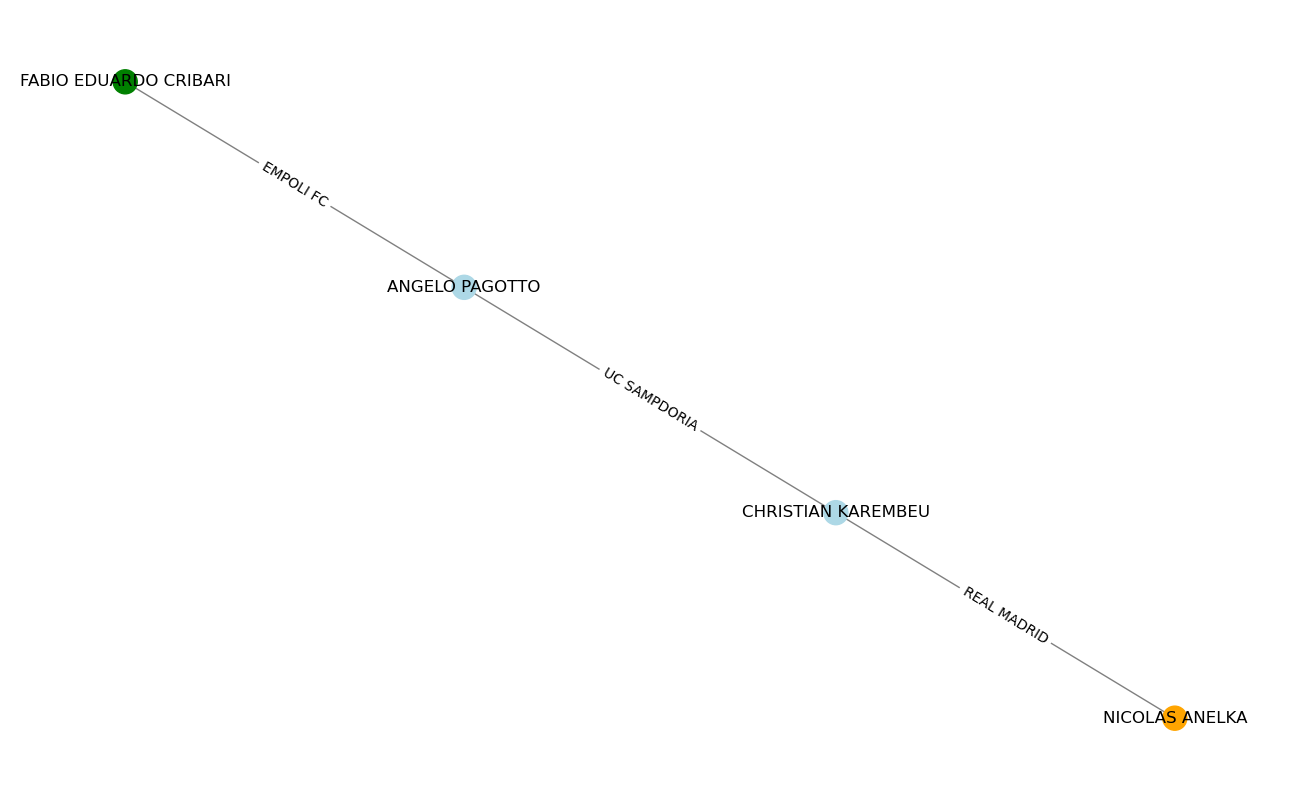 FABIO EDUARDO CRIBARI
EMPOLI FC
ANGELO PAGOTTO
UC SAMPDORIA
CHRISTIAN KAREMBEU
REAL MADRID
NICOLAS ANELKA